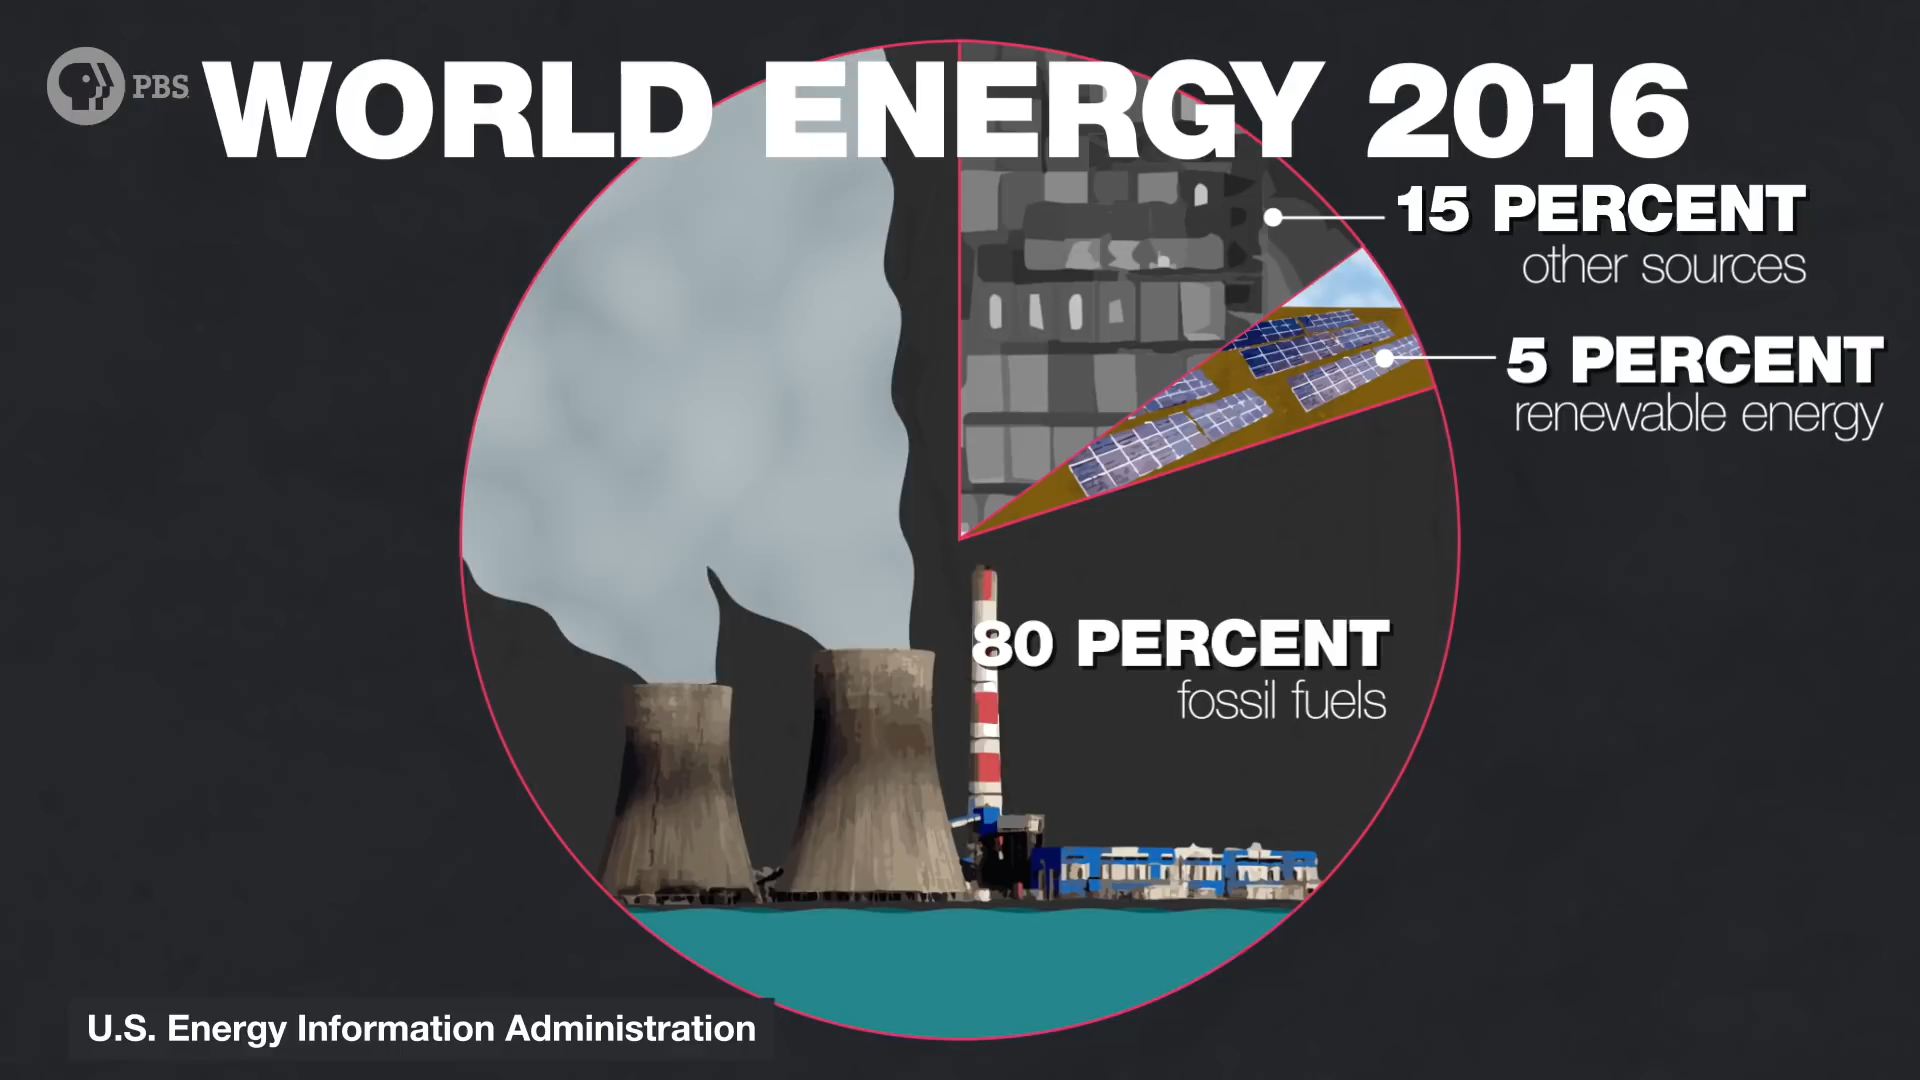 PBS
WORLD ENERGY 2016
15 PERCENT
other sources
5 PERCENT
renewable energy
80 PERCENT
fossil fuels
U.S. Energy Information Administration